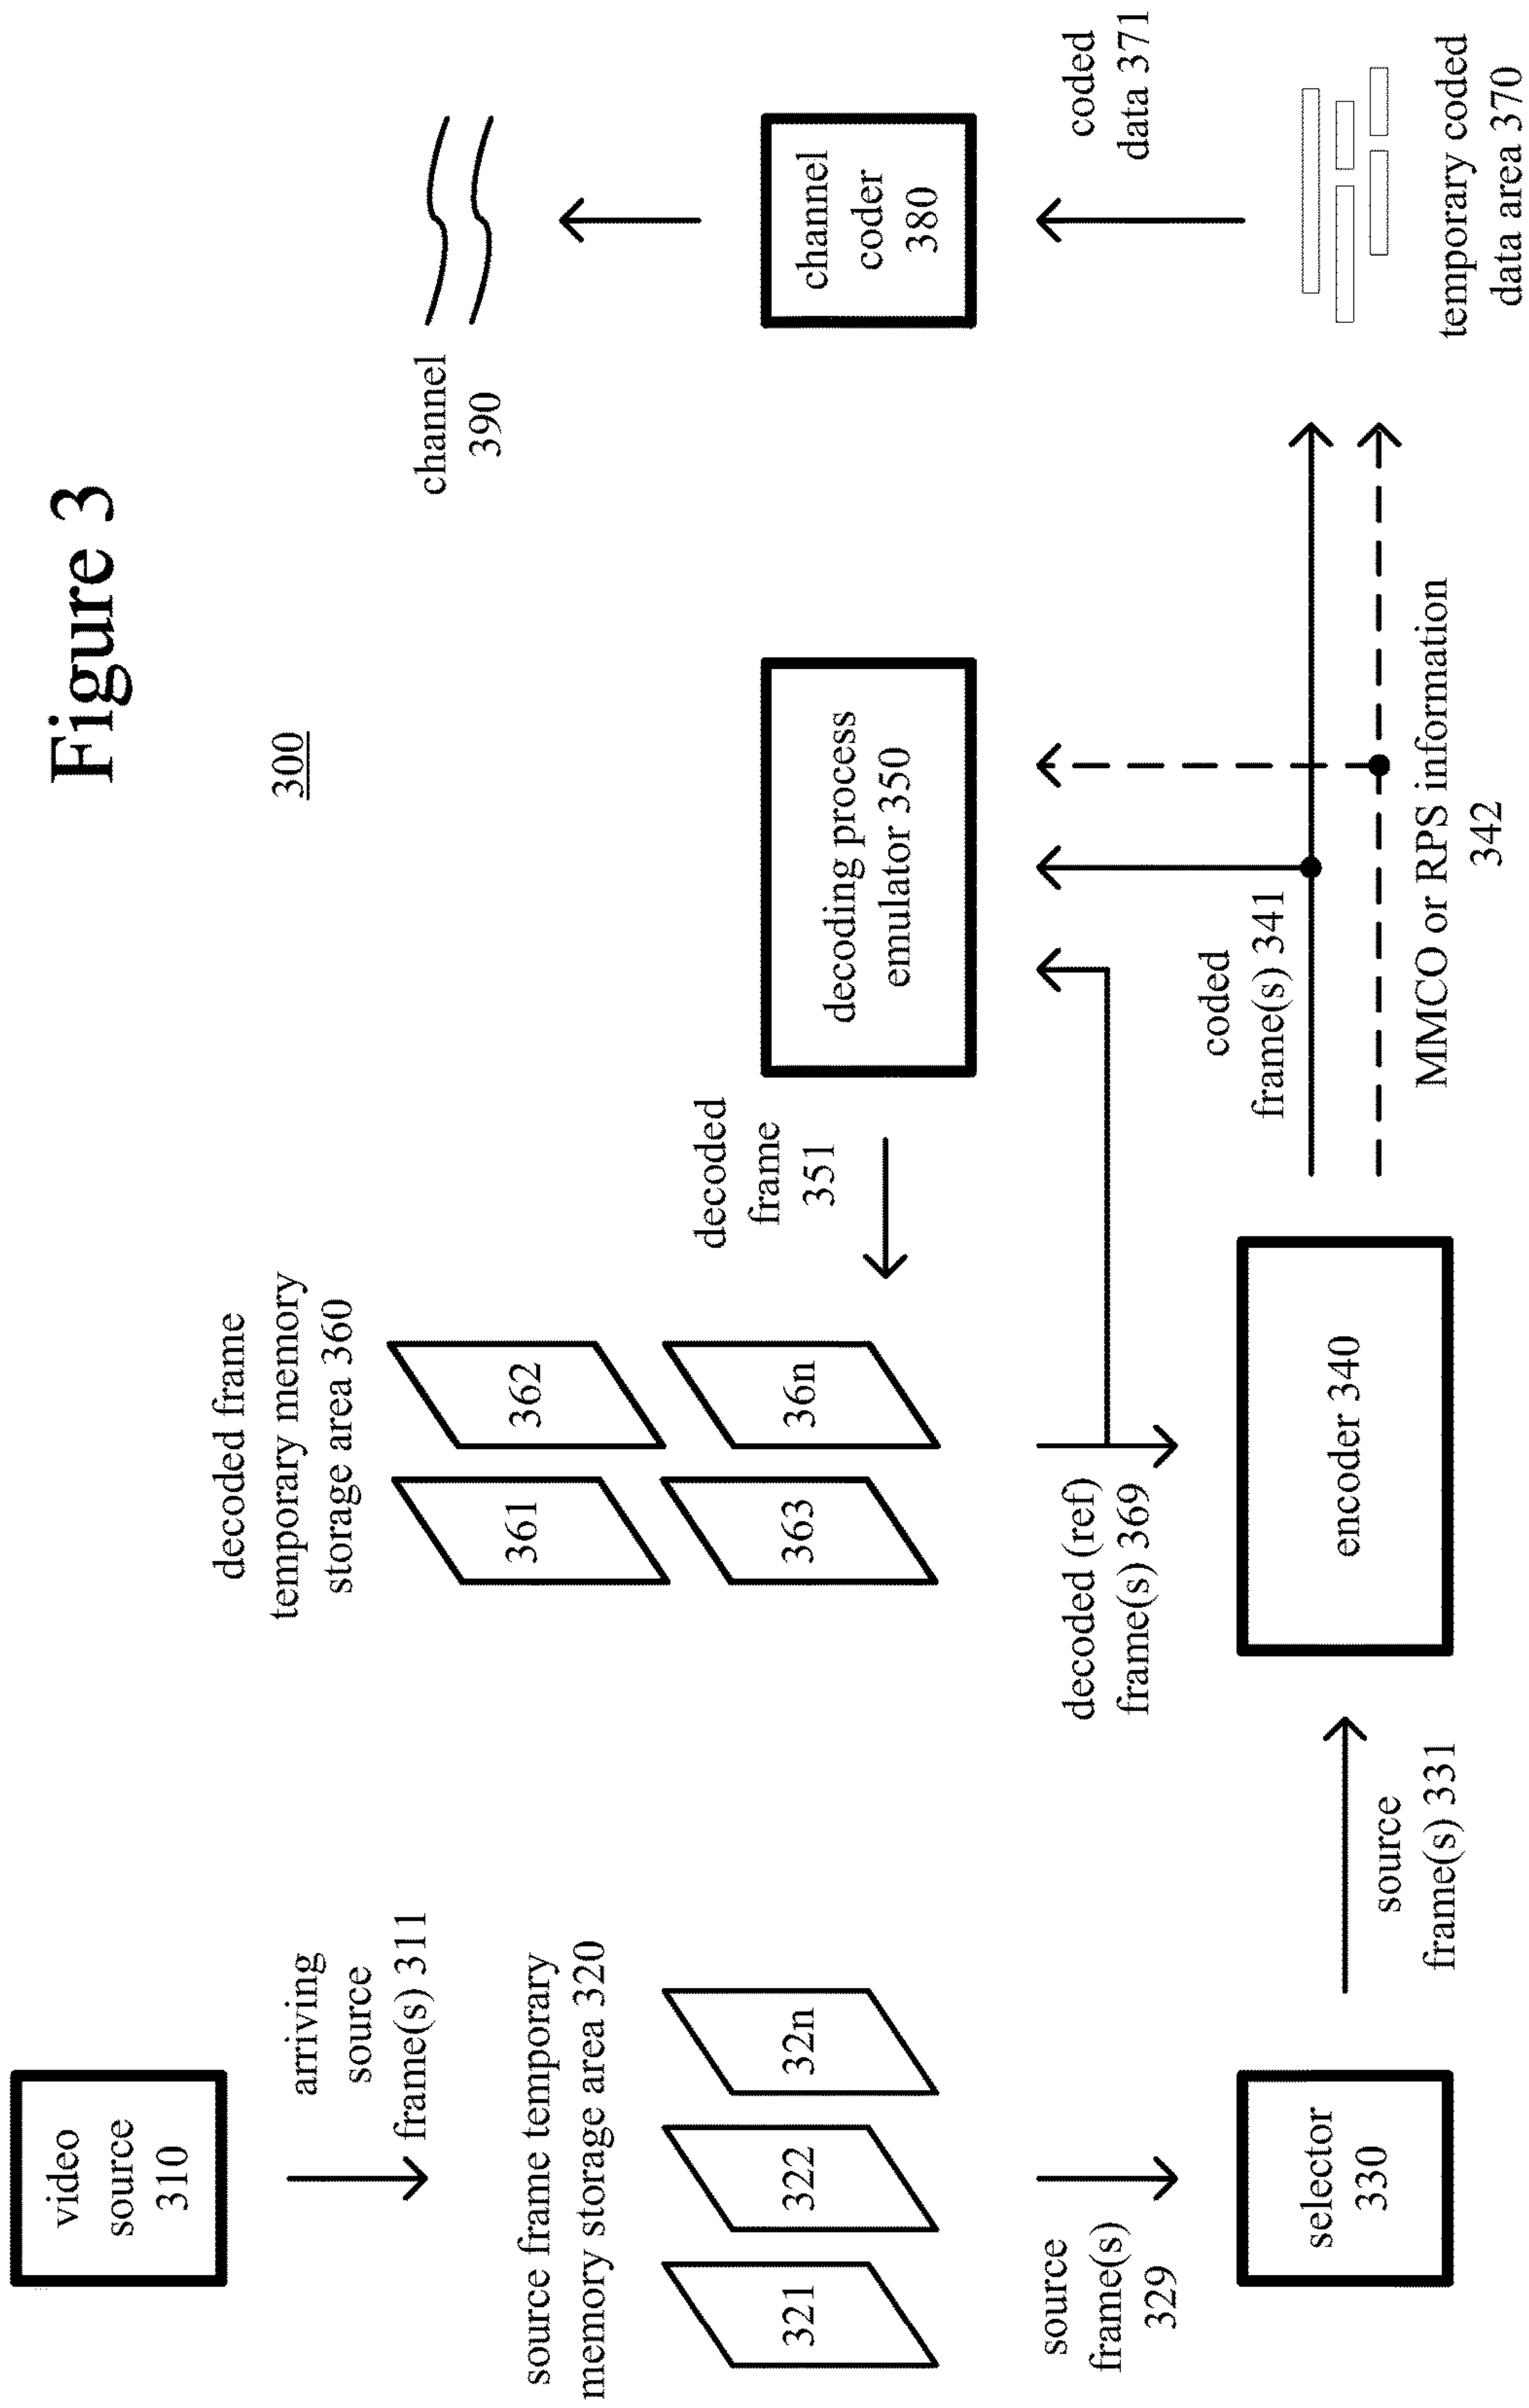 Figure 3
300
video
source
310
arriving
source
frame(s) 311
source frame temporary
memory storage area 320
321
322
32n
source
frame(s)
329
selector
330
source
frame(s) 331
decoded frame
temporary memory
storage area 360
361
362
363
36n
decoded (ref)
frame(s) 369
encoder 340
decoded
frame
351
decoding process
emulator 350
coded
frame(s) 341
MMCO or RPS information
342
channel
390
channel
coder
380
coded
data 371
temporary coded
data area 370